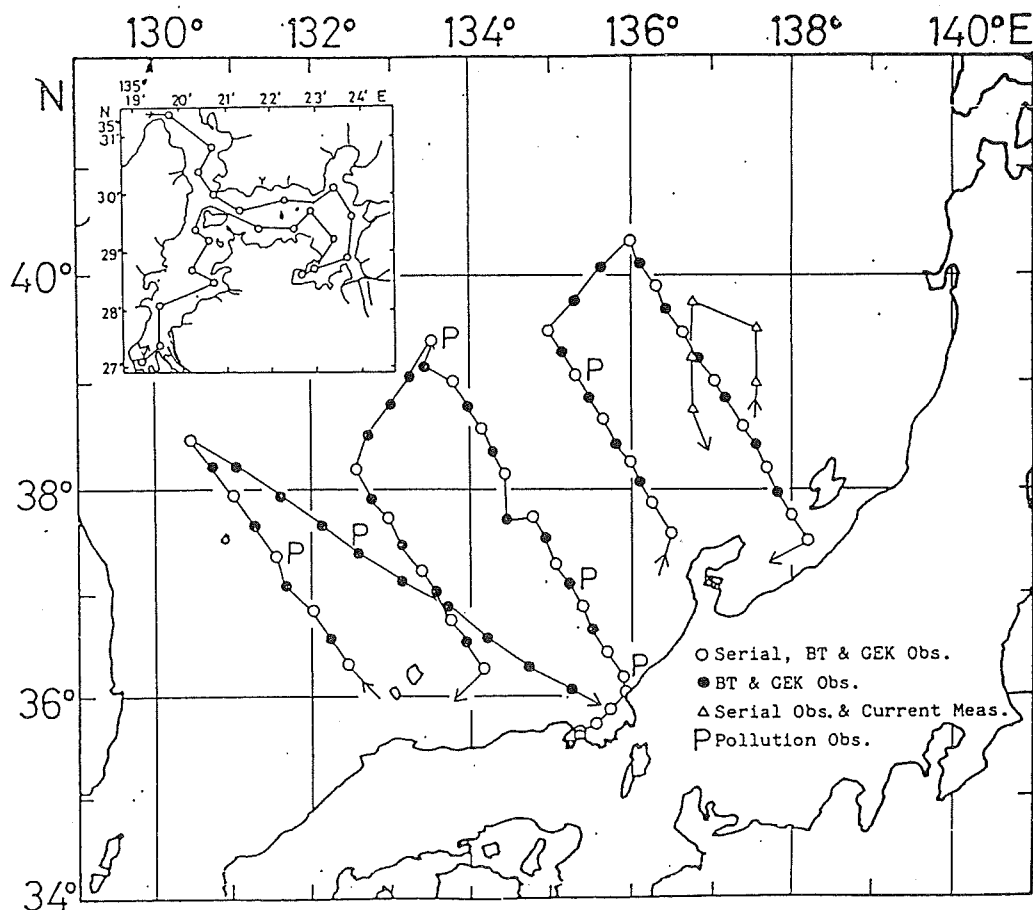 130° 132° 134° 136° 138° 140°E
N
135°
19' 20' 21' 22' 23' 24' E
N
35°
31'
30'
29'
28'
27'
40°
38°
36°
34°
P
P
P
P
P
P
○ Serial, BT & GEK Obs.
● BT & GEK Obs.
△ Serial Obs. & Current Meas.
P Pollution Obs.